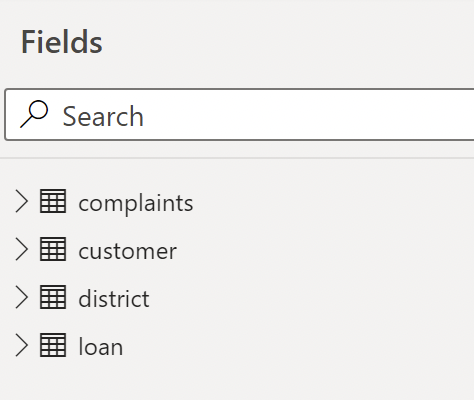 Fields
Search
complaints
customer
district
loan